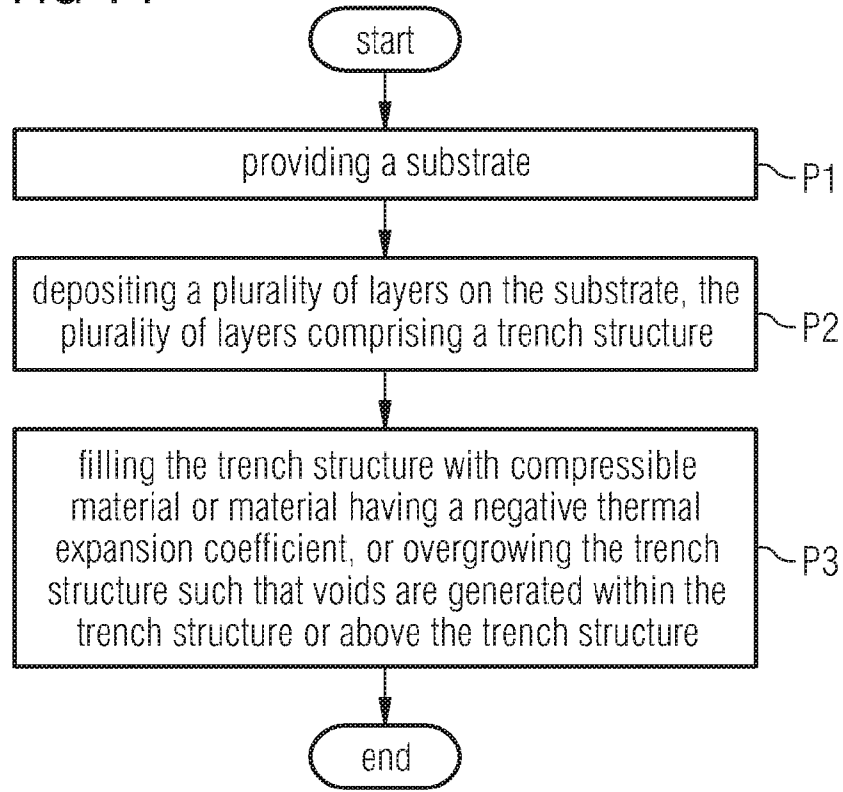 start
providing a substrate
P1
depositing a plurality of layers on the substrate, the
plurality of layers comprising a trench structure
P2
filling the trench structure with compressible
material or material having a negative thermal
expansion coefficient, or overgrowing the trench
structure such that voids are generated within the
trench structure or above the trench structure
P3
end